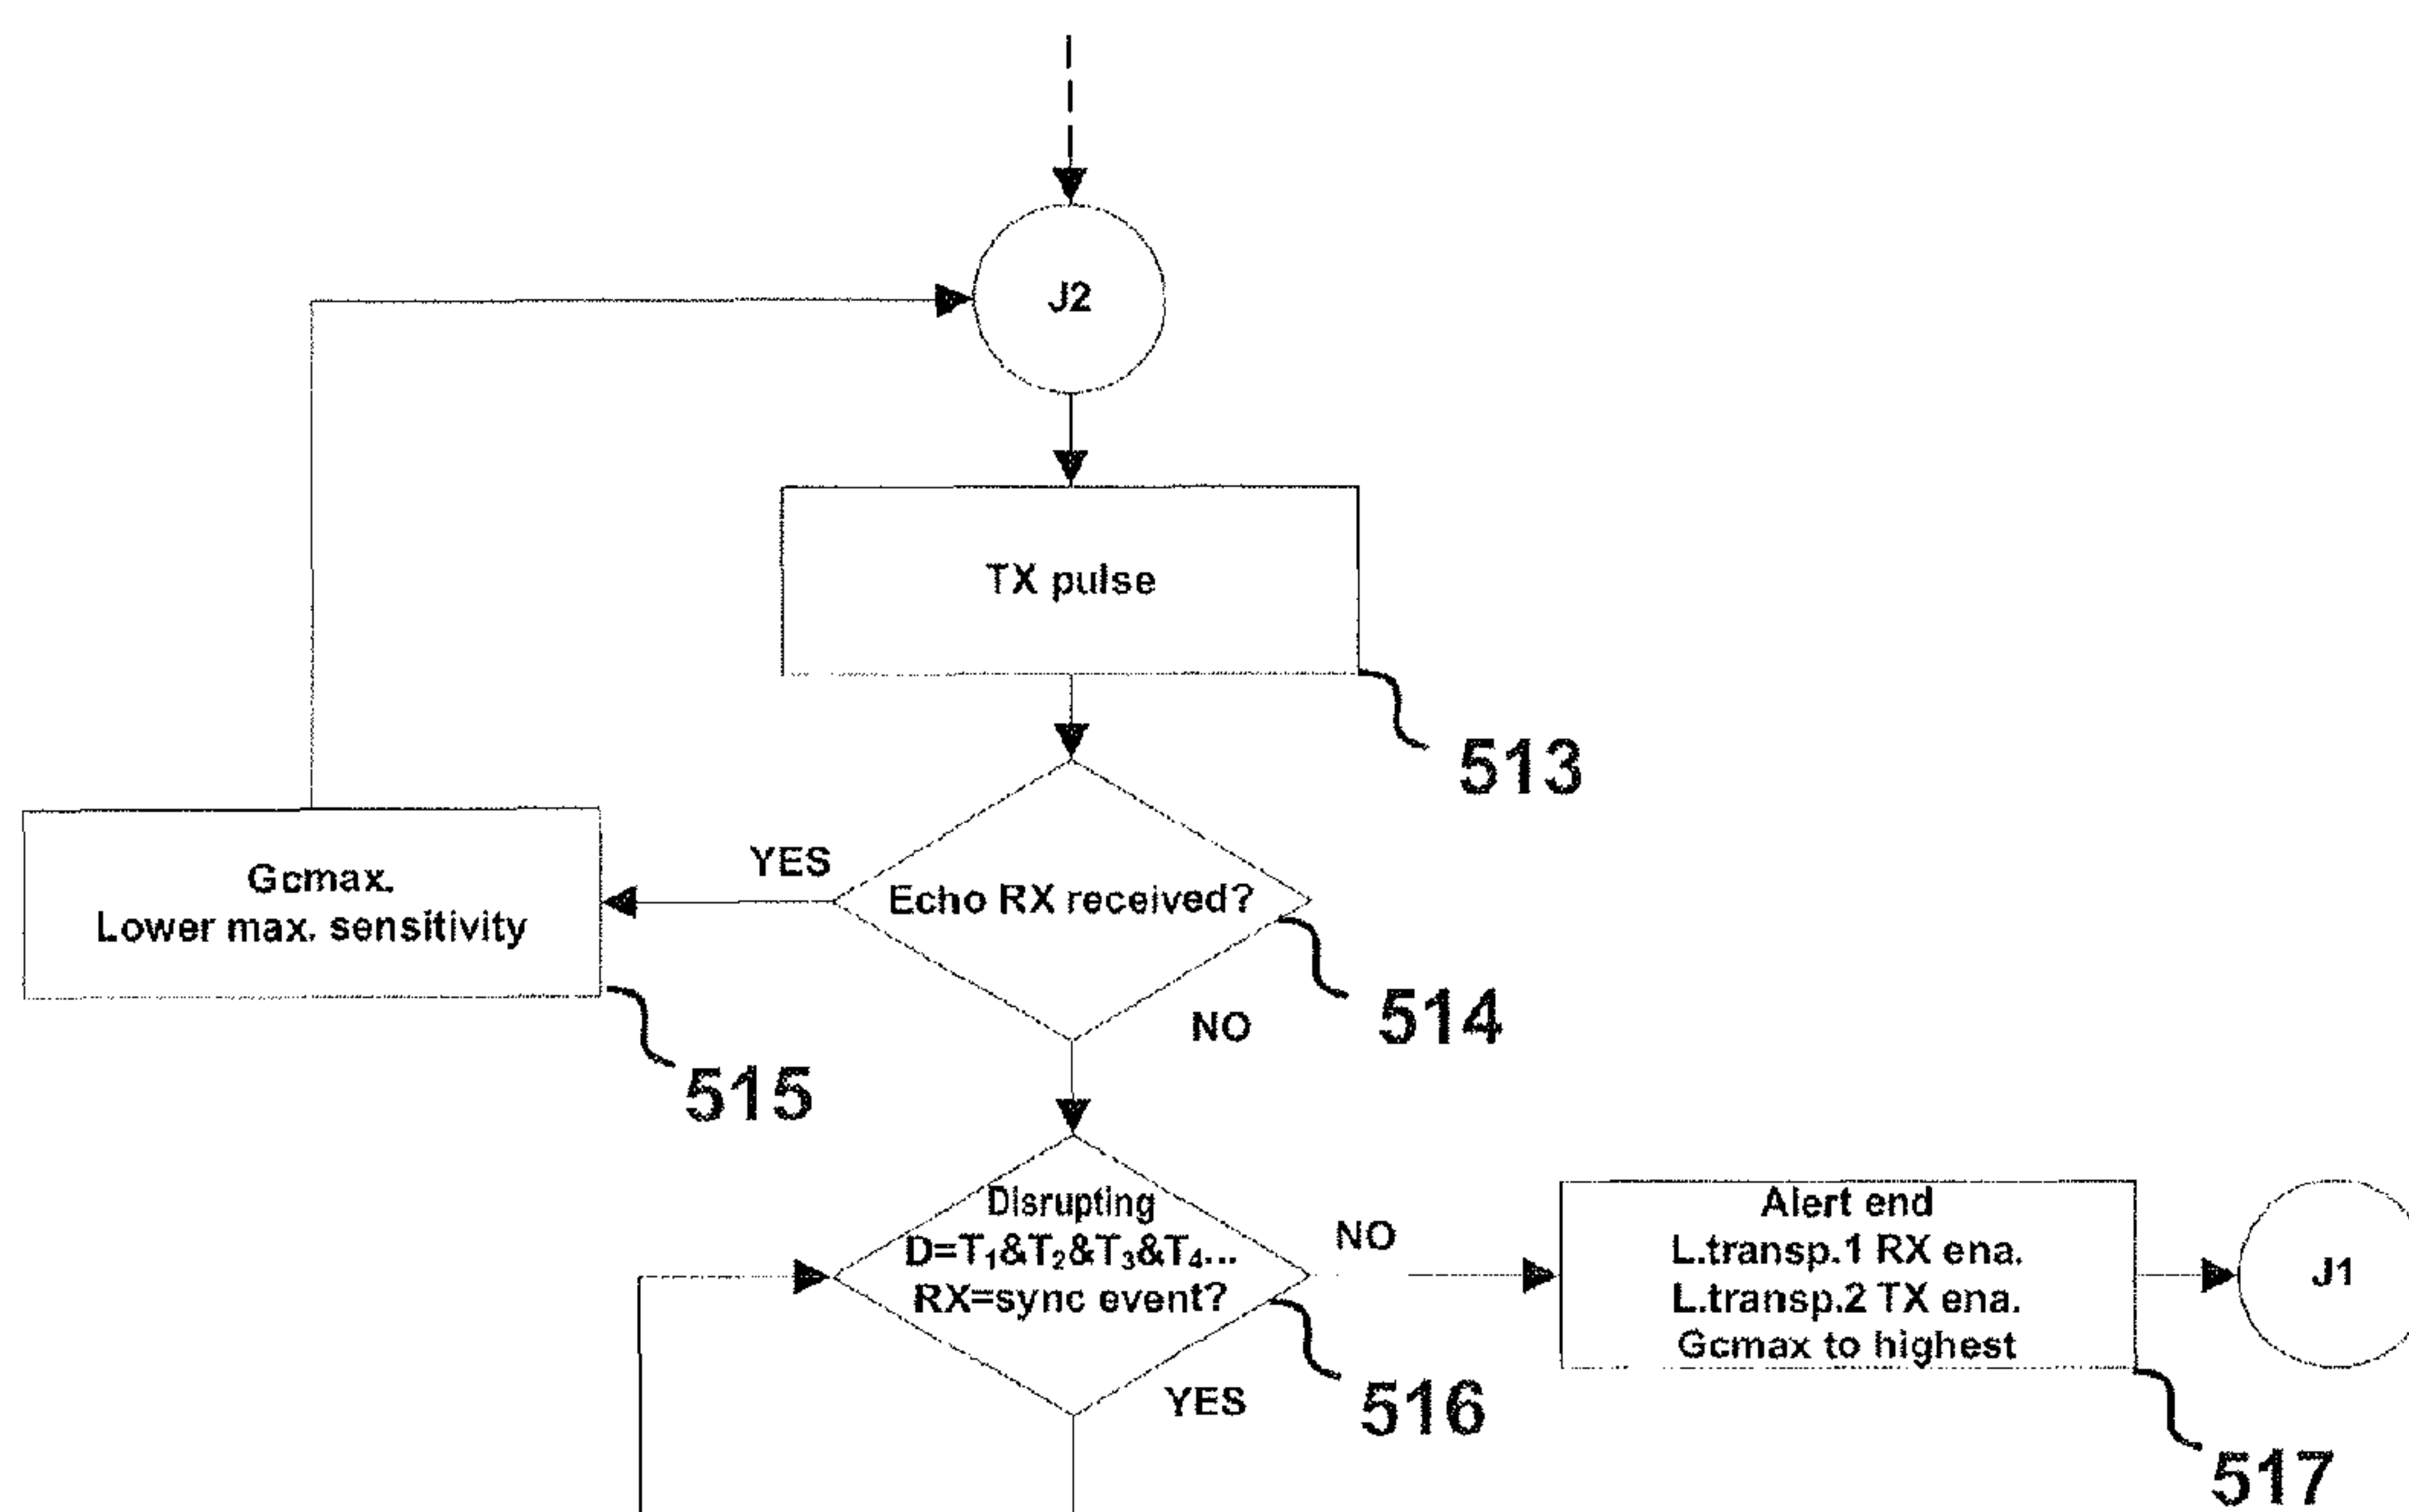 J2
TX pulse
513
YES
Echo RX received?
Gcmax.
Lower max. sensitivity
514
NO
515
Disrupting
D=T₁&T₂&T₃&T₄...
RX=sync event?
NO
Alert end
L.transp.1 RX ena.
L.transp.2 TX ena.
Gcmax to highest
J1
YES
516
517